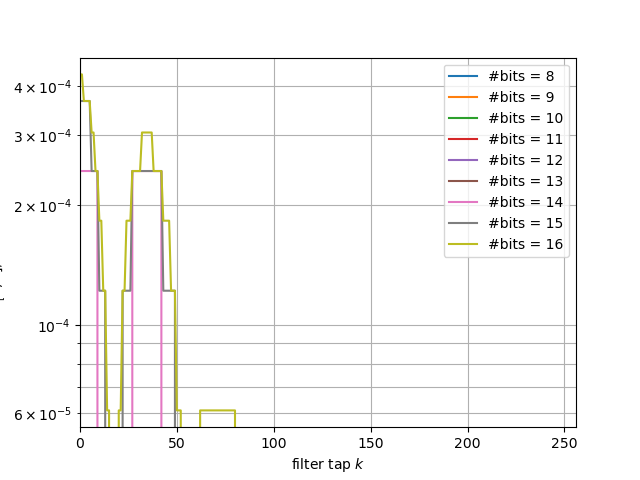 #bits = 8
#bits = 9
#bits = 10
#bits = 11
#bits = 12
#bits = 13
#bits = 14
#bits = 15
#bits = 16
4 × 10⁻⁴
3 × 10⁻⁴
2 × 10⁻⁴
10⁻⁴
6 × 10⁻⁵
0 50 100 150 200 250
filter tap k